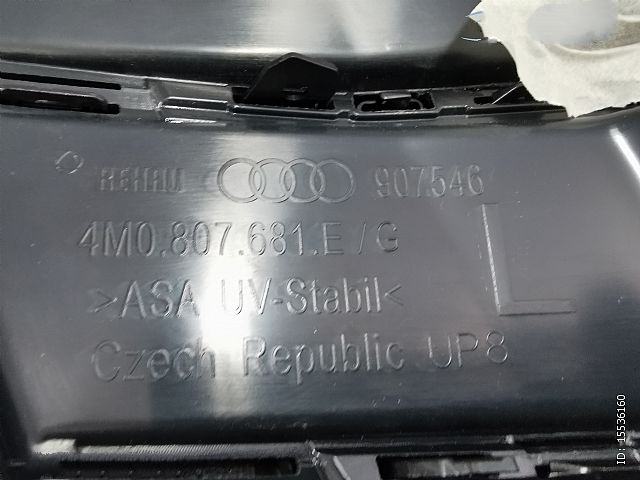 REHAU 907546
4M0.807.681.E/G
L
>ASA UV-Stabil<
Czech Republic UP8
ID: 15536160